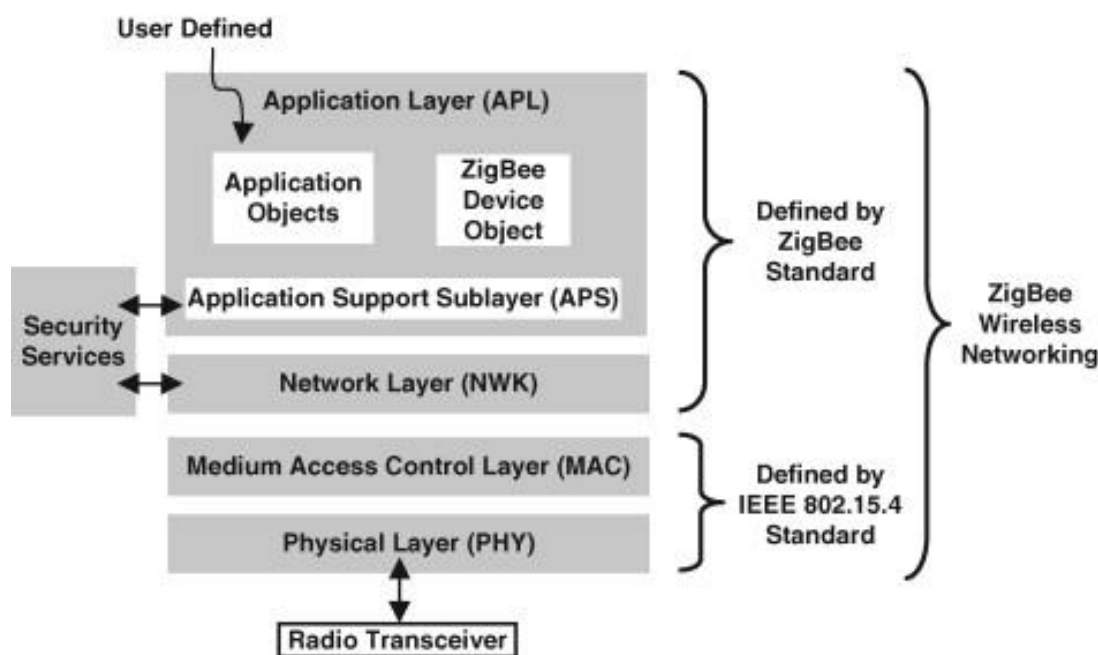 User Defined
Application Layer (APL)
Application
Objects
ZigBee
Device
Object
Application Support Sublayer (APS)
Security
Services
Network Layer (NWK)
Medium Access Control Layer (MAC)
Physical Layer (PHY)
Radio Transceiver
Defined by
ZigBee
Standard
Defined by
IEEE 802.15.4
Standard
ZigBee
Wireless
Networking